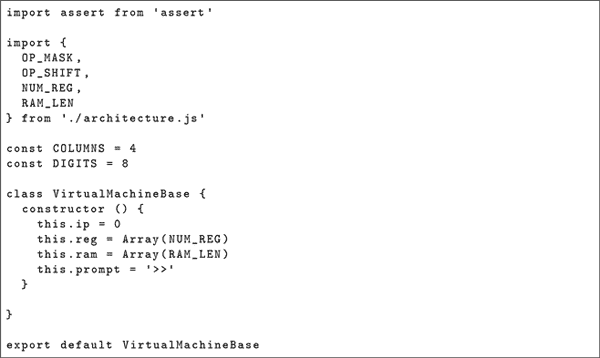 import assert from 'assert'

import {
  OP_MASK,
  OP_SHIFT,
  NUM_REG,
  RAM_LEN
} from './architecture.js'

const COLUMNS = 4
const DIGITS = 8

class VirtualMachineBase {
  constructor () {
    this.ip = 0
    this.reg = Array(NUM_REG)
    this.ram = Array(RAM_LEN)
    this.prompt = '>>'
  }

}

export default VirtualMachineBase